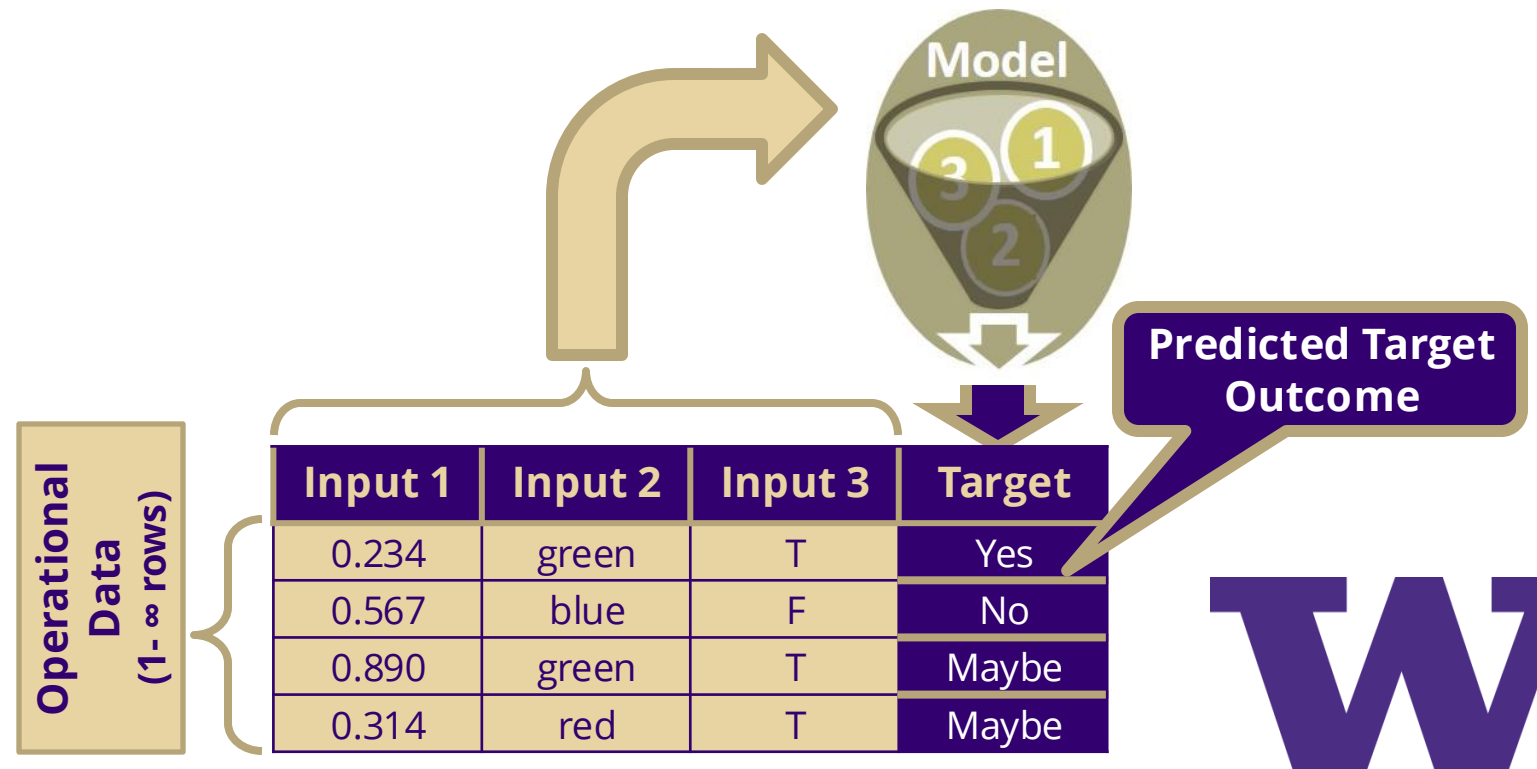 Model
1
3
2
Predicted Target
Outcome
Operational
Data
(1- ∞ rows)
Input 1 Input 2 Input 3 Target
0.234 green T Yes
0.567 blue F No
0.890 green T Maybe
0.314 red T Maybe
W